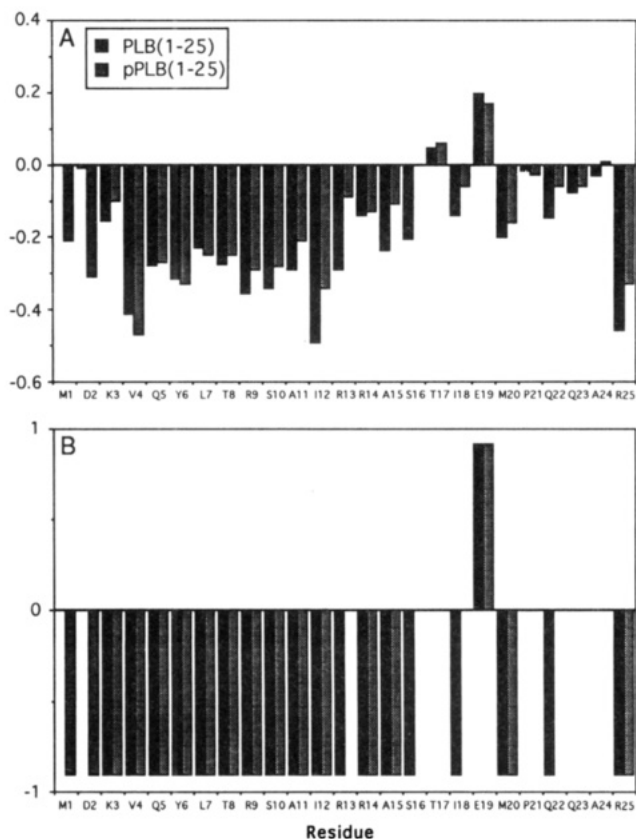 0.4
A
PLB(1-25)
pPLB(1-25)
0.2
0.0
-0.2
-0.4
-0.6
M1 D2 K3 V4 Q5 Y6 L7 T8 R9 S10 A11 I12 R13 R14 A15 S16 T17 I18 E19 M20 P21 Q22 Q23 A24 R25
1
B
0
-1
M1 D2 K3 V4 Q5 Y6 L7 T8 R9 S10 A11 I12 R13 R14 A15 S16 T17 I18 E19 M20 P21 Q22 Q23 A24 R25
Residue